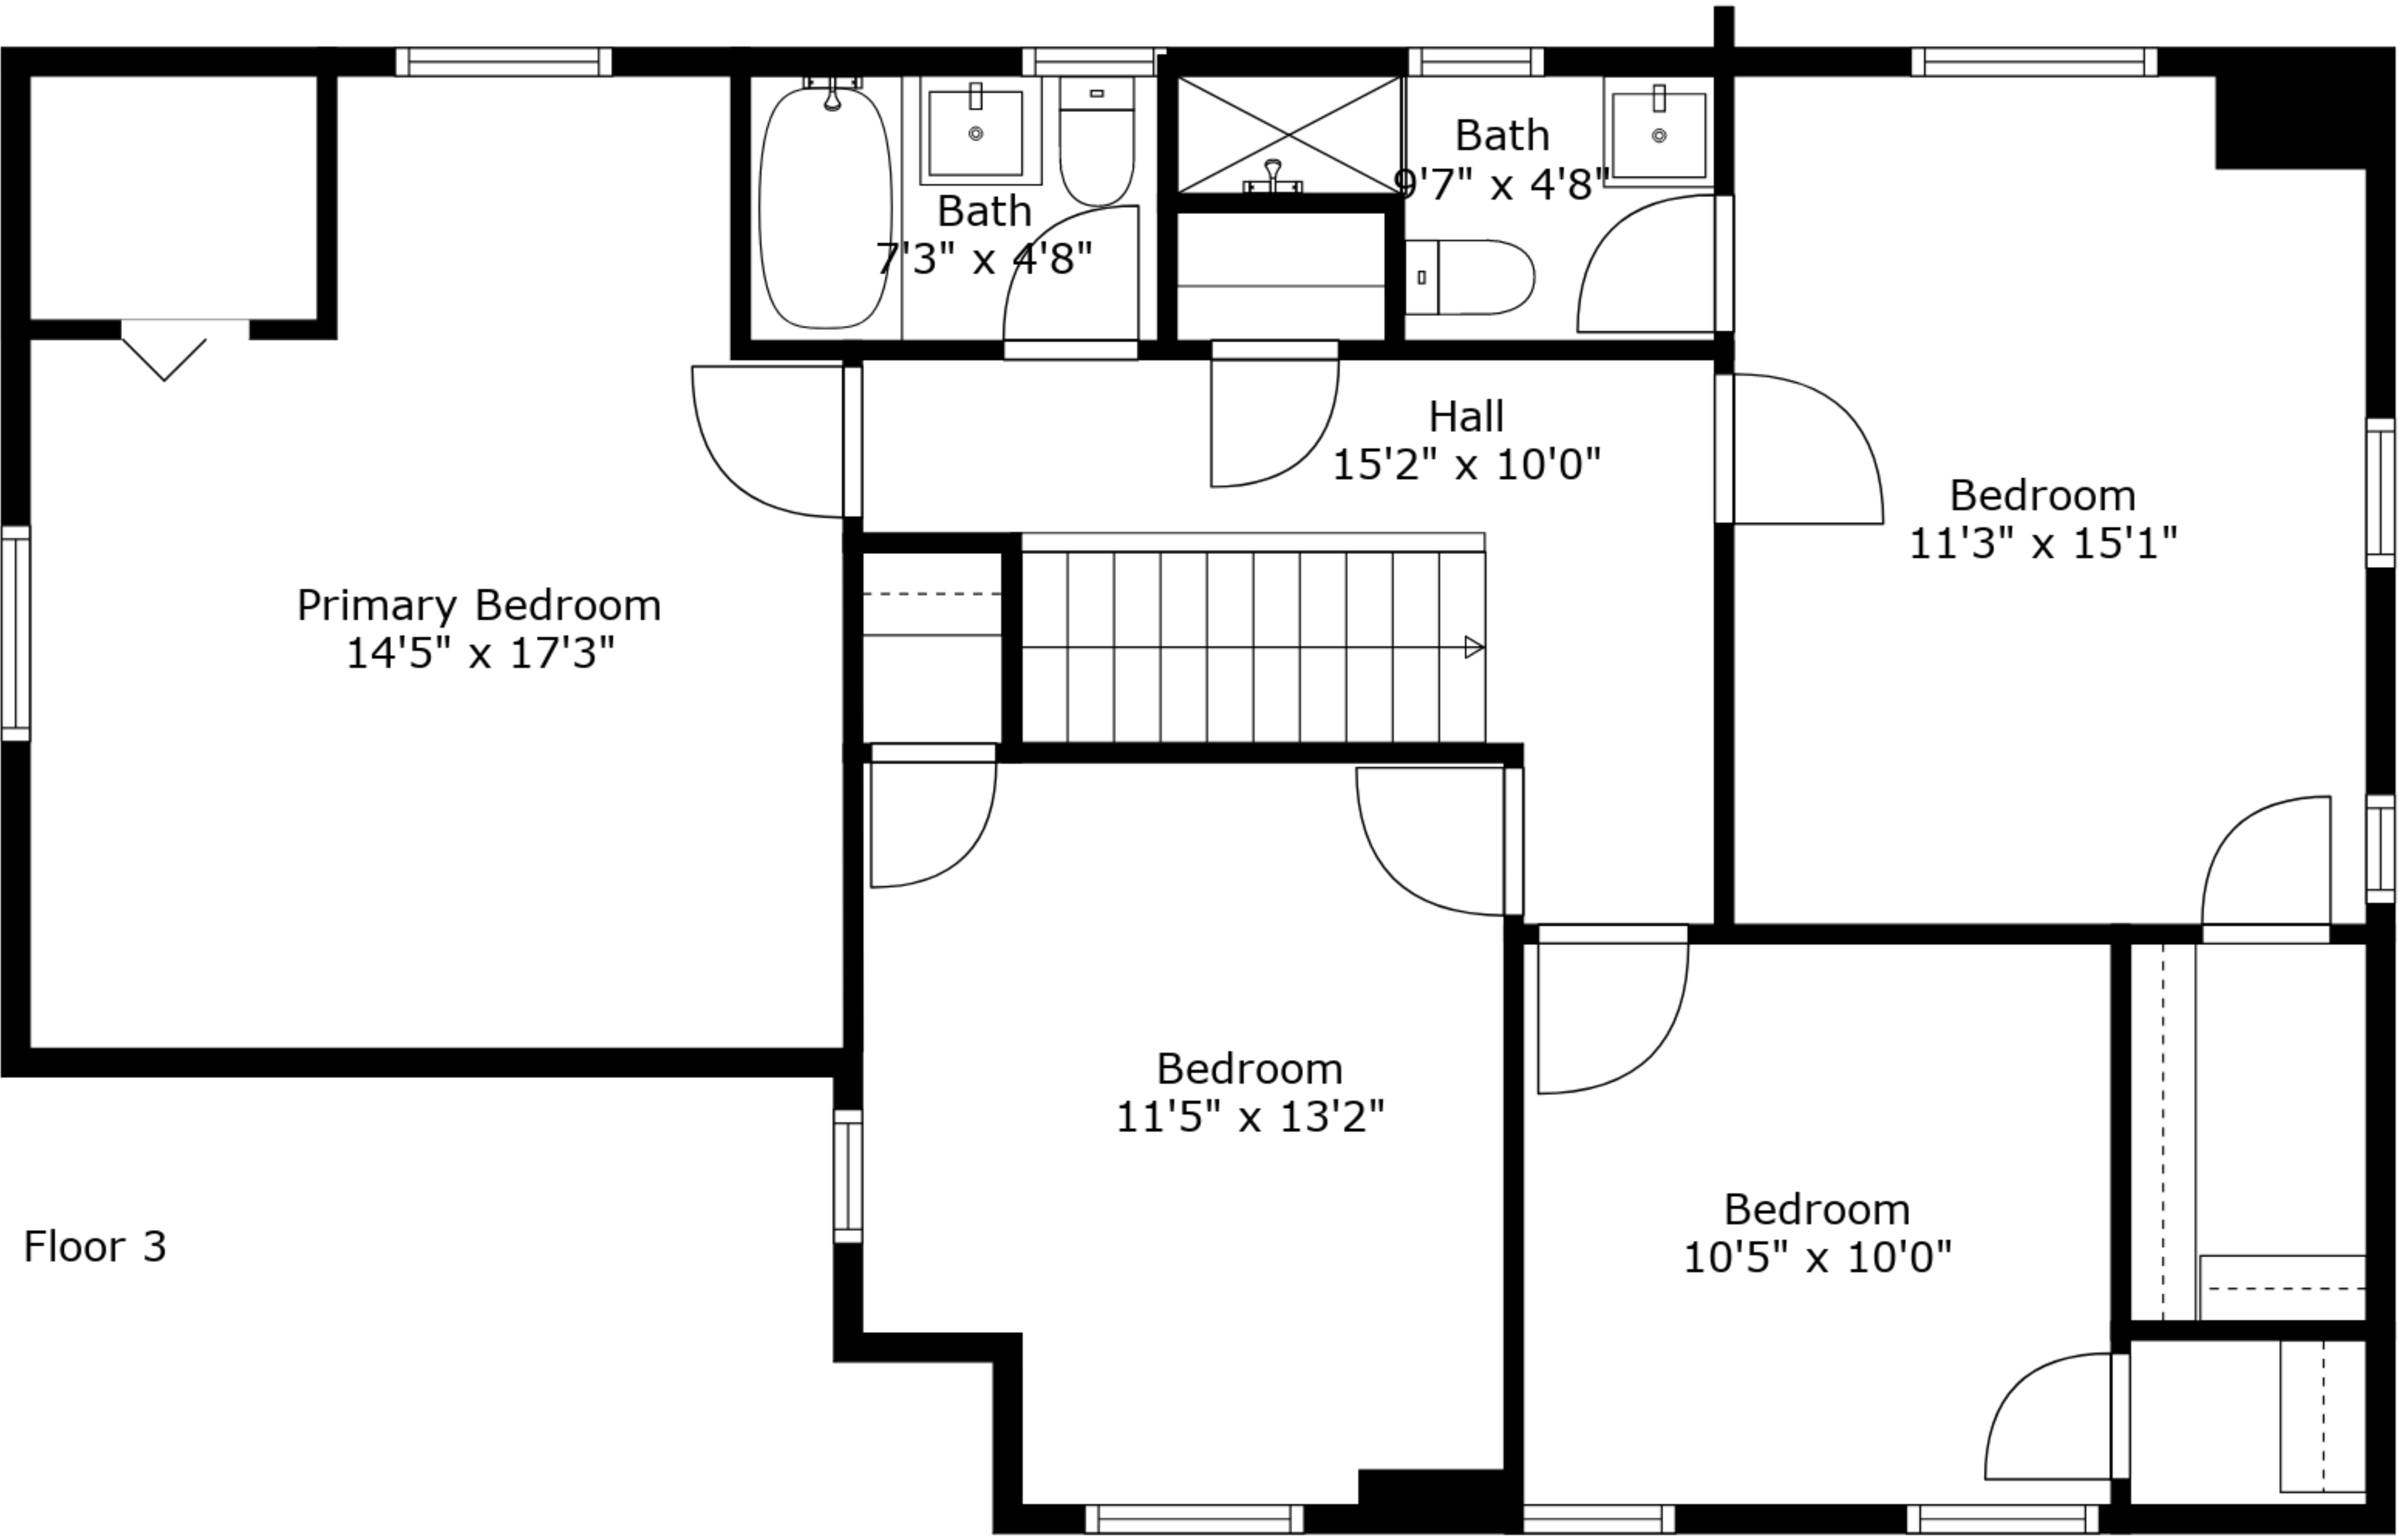 Bath
9'7" x 4'8"
Bath
7'3" x 4'8"
Hall
15'2" x 10'0"
Bedroom
11'3" x 15'1"
Primary Bedroom
14'5" x 17'3"
Bedroom
11'5" x 13'2"
Bedroom
10'5" x 10'0"
Floor 3